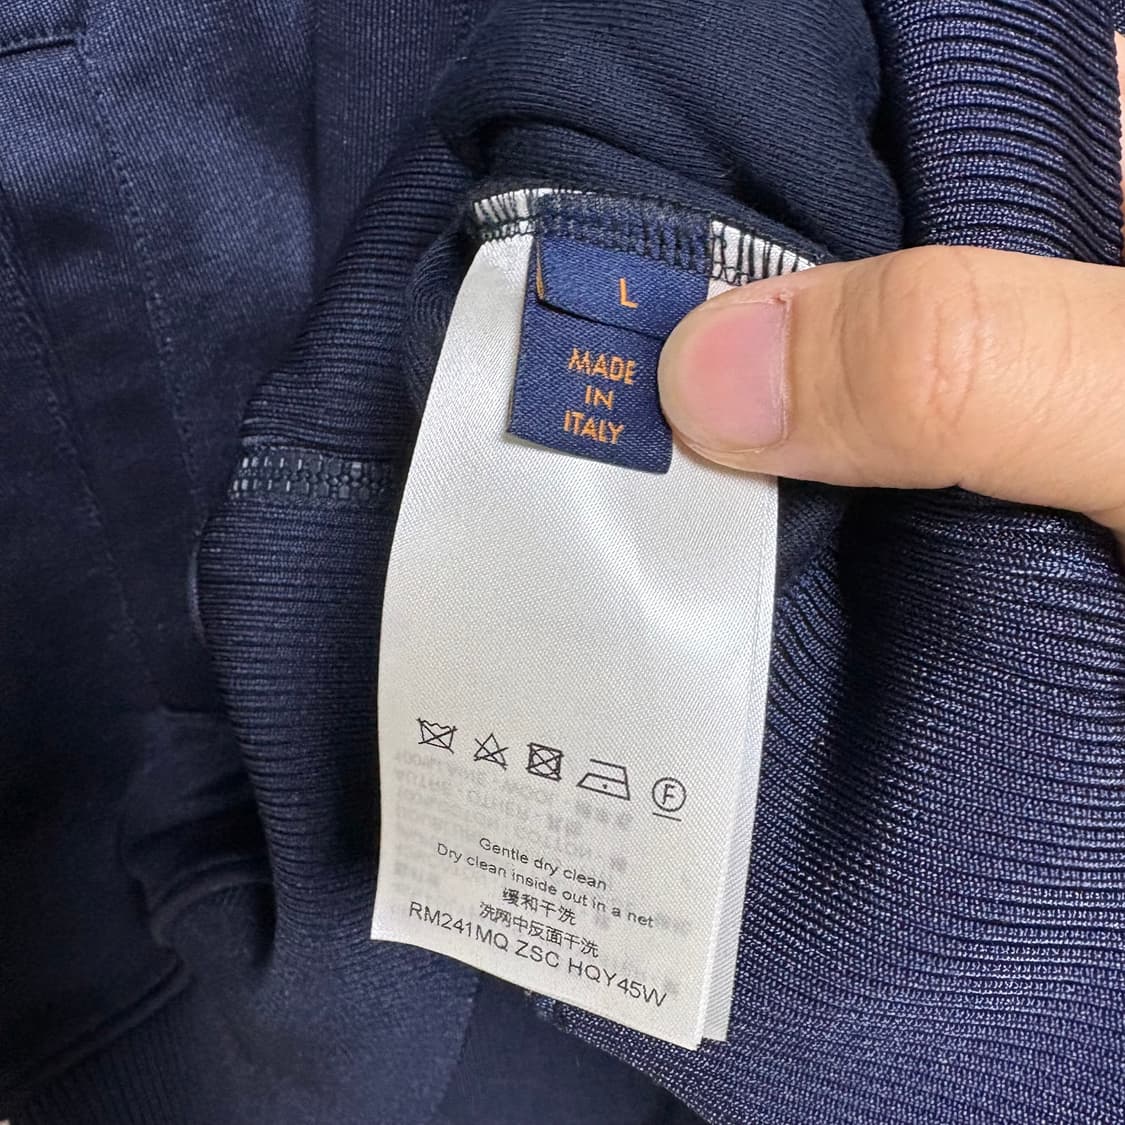 L
MADE
IN
ITALY
F
Gentle dry clean
Dry clean inside out in a net
缓和干洗
洗网中反面干洗
RM241MQ ZSC HQY45W